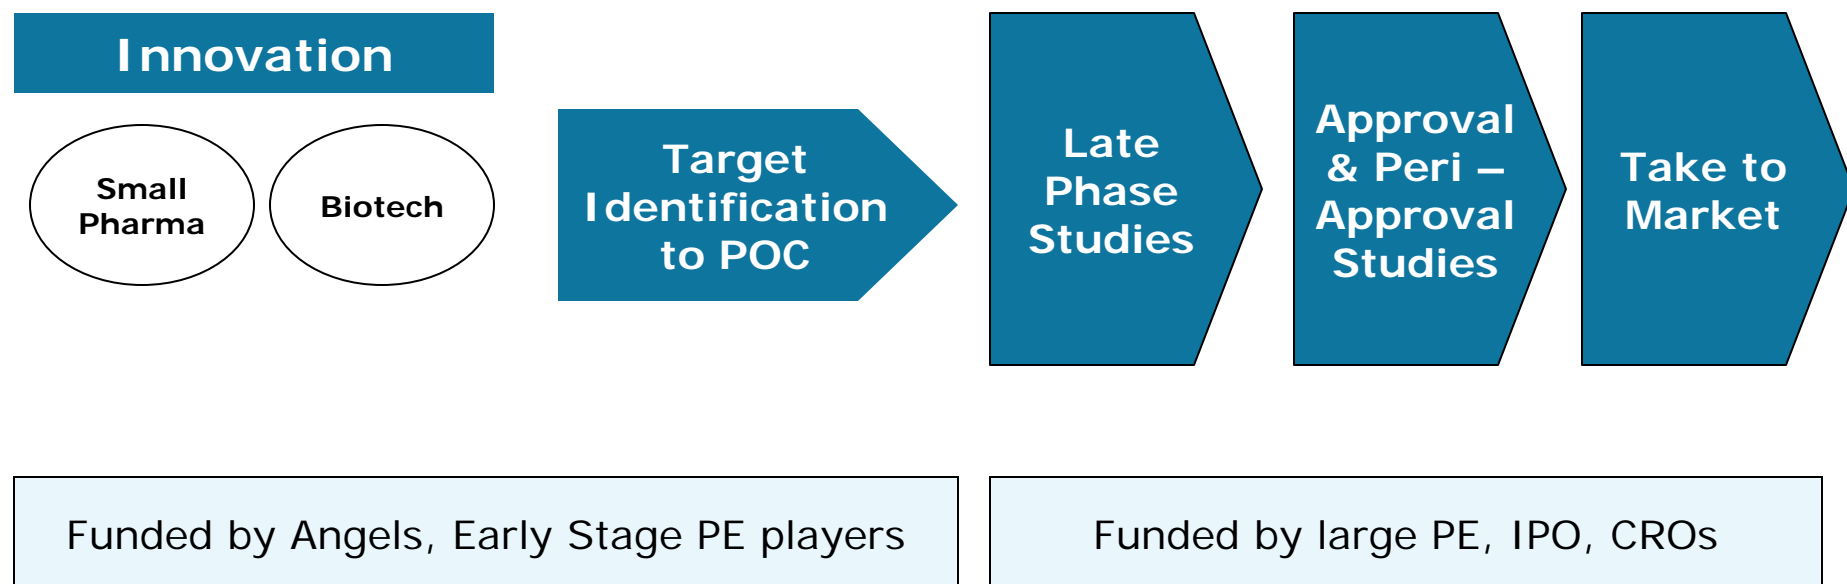 Innovation
Small
Pharma
Biotech
Target
Identification
to POC
Late
Phase
Studies
Approval
& Peri –
Approval
Studies
Take to
Market
Funded by Angels, Early Stage PE players
Funded by large PE, IPO, CROs